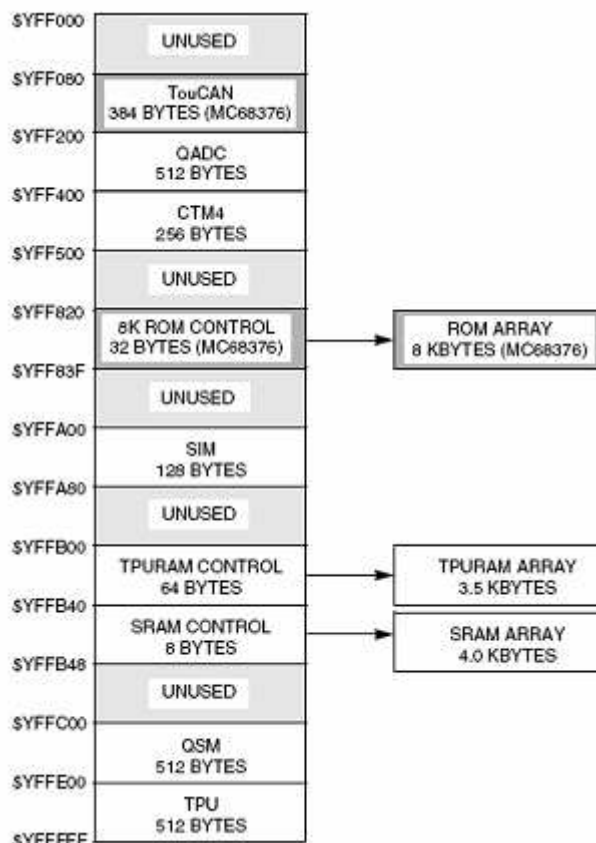 $YFF000
UNUSED
$YFF080
TouCAN
384 BYTES (MC68376)
$YFF200
QADC
512 BYTES
$YFF400
CTM4
256 BYTES
$YFF500
UNUSED
$YFF820
8K ROM CONTROL
32 BYTES (MC68376)
ROM ARRAY
8 KBYTES (MC68376)
$YFF83F
UNUSED
$YFFA00
SIM
128 BYTES
$YFFA80
UNUSED
$YFFB00
TPURAM CONTROL
64 BYTES
TPURAM ARRAY
3.5 KBYTES
$YFFB40
SRAM CONTROL
8 BYTES
SRAM ARRAY
4.0 KBYTES
$YFFB48
UNUSED
$YFFC00
QSM
512 BYTES
$YFFE00
TPU
512 BYTES
$YFFFFF